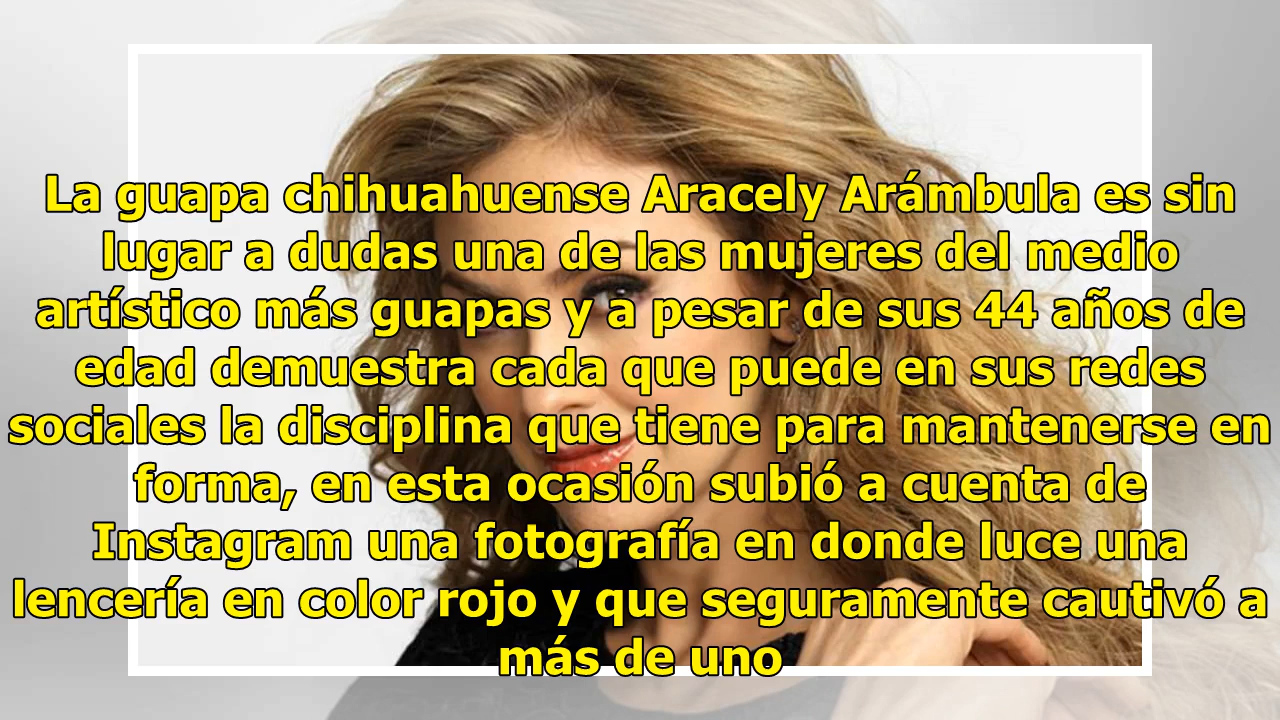 La guapa chihuahuense Aracely Arámbula es sin
lugar a dudas una de las mujeres del medio
artístico más guapas y a pesar de sus 44 años de
edad demuestra cada que puede en sus redes
sociales la disciplina que tiene para mantenerse en
forma, en esta ocasión subió a cuenta de
Instagram una fotografía en donde luce una
lencería en color rojo y que seguramente cautivó a
más de uno